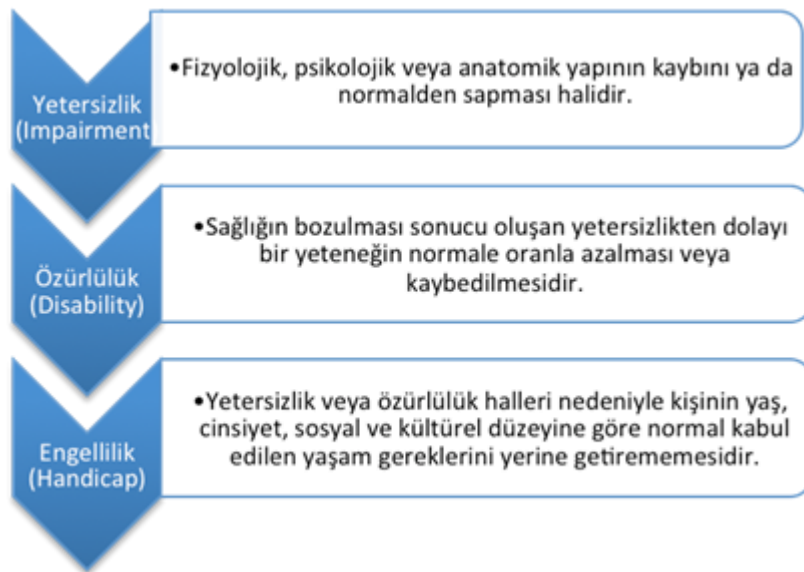 Yetersizlik
(Impairment)
•Fizyolojik, psikolojik veya anatomik yapının kaybını ya da
normalden sapması halidir.
Özürlülük
(Disability)
•Sağlığın bozulması sonucu oluşan yetersizlikten dolayı
bir yeteneğin normale oranla azalması veya
kaybedilmesidir.
Engellilik
(Handicap)
•Yetersizlik veya özürlülük halleri nedeniyle kişinin yaş,
cinsiyet, sosyal ve kültürel düzeyine göre normal kabul
edilen yaşam gereklerini yerine getirememesidir.